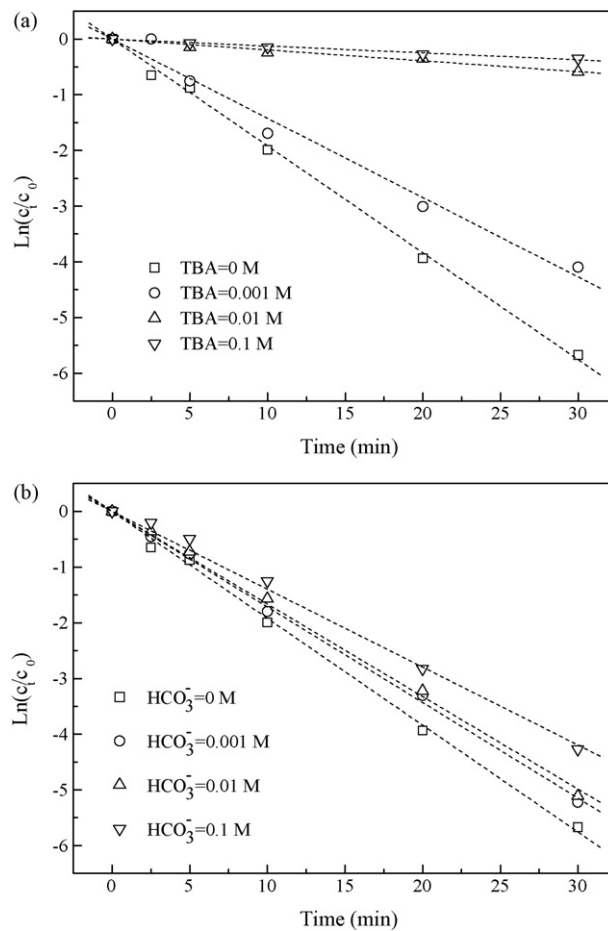 (a)
0
-1
-2
-3
-4
-5
-6
Ln(c_t/c_0)
TBA=0 M
TBA=0.001 M
TBA=0.01 M
TBA=0.1 M
0 5 10 15 20 25 30
Time (min)
(b)
0
-1
-2
-3
-4
-5
-6
Ln(c_t/c_0)
HCO₃⁻=0 M
HCO₃⁻=0.001 M
HCO₃⁻=0.01 M
HCO₃⁻=0.1 M
0 5 10 15 20 25 30
Time (min)